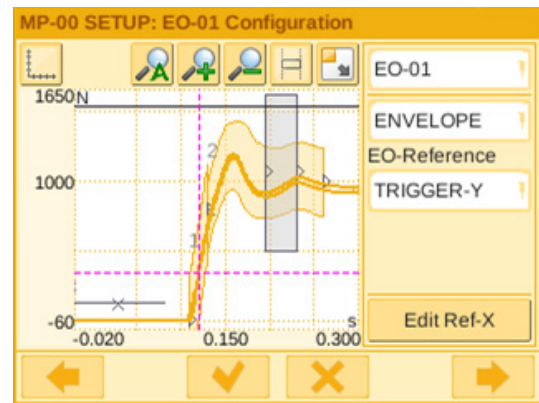 MP-00 SETUP: EO-01 Configuration
A
EO-01
1650 N
ENVELOPE
2
EO-Reference
1000
TRIGGER-Y
1
-60
s
Edit Ref-X
-0.020 0.150 0.300